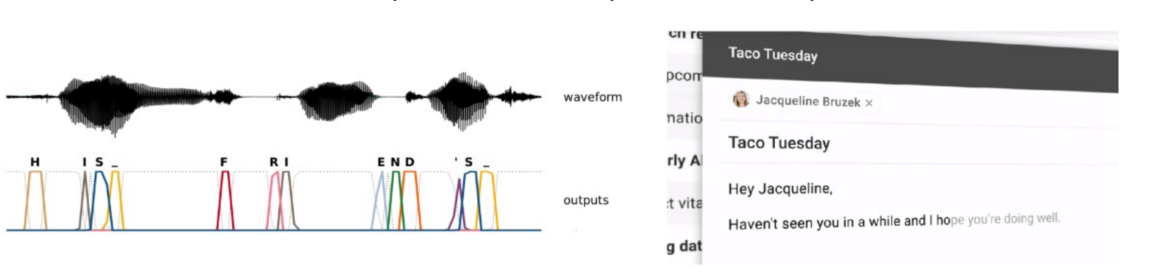 waveform
H I S _ F R I E N D ' S _
outputs
Taco Tuesday
Jacqueline Bruzek ×
Taco Tuesday
Hey Jacqueline,
Haven't seen you in a while and I hope you're doing well.